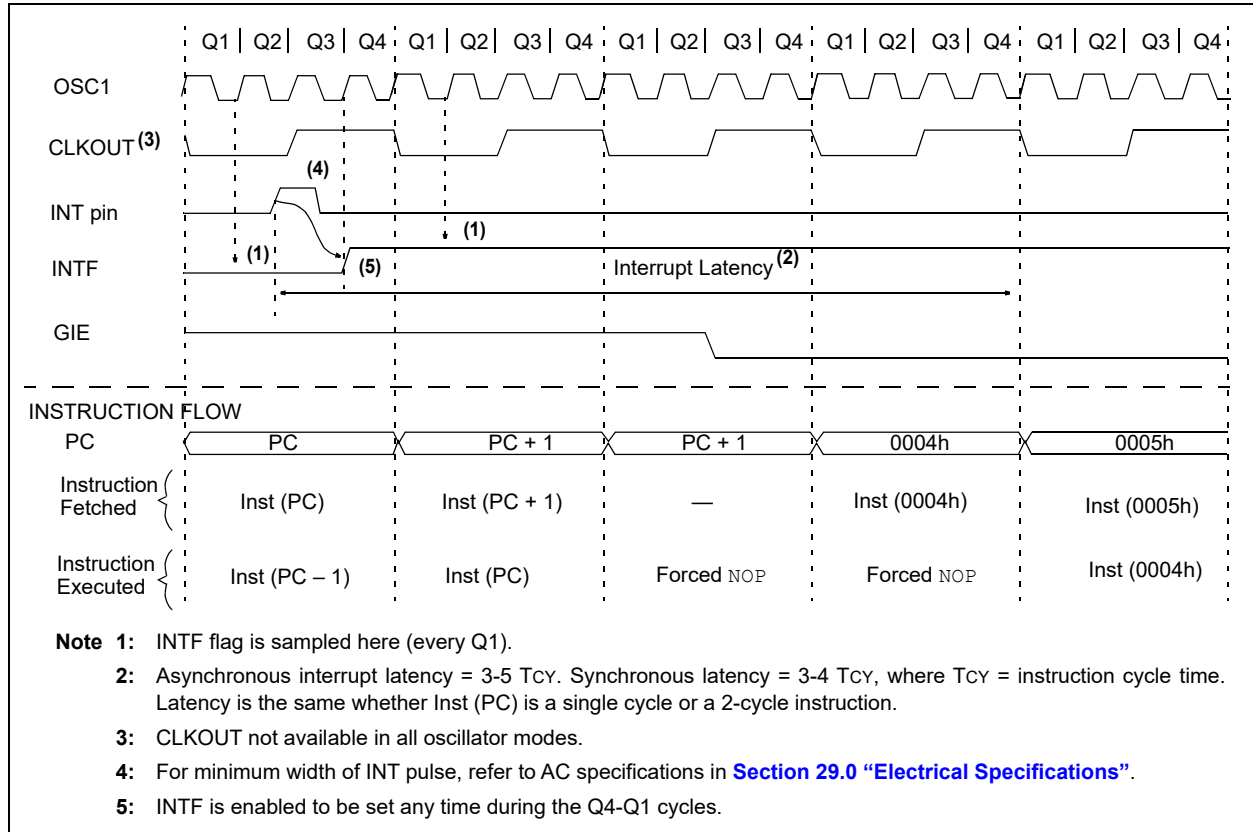 Q1 Q2 Q3 Q4 Q1 Q2 Q3 Q4 Q1 Q2 Q3 Q4 Q1 Q2 Q3 Q4 Q1 Q2 Q3 Q4
OSC1
CLKOUT (3)
(4)
INT pin
(1)
(1)
INTF
(5)
Interrupt Latency (2)
GIE
INSTRUCTION FLOW
PC PC PC + 1 PC + 1 0004h 0005h
Instruction
Fetched
Inst (PC) Inst (PC + 1) — Inst (0004h) Inst (0005h)
Instruction
Executed
Inst (PC – 1) Inst (PC) Forced NOP Forced NOP Inst (0004h)
Note 1: INTF flag is sampled here (every Q1).
2: Asynchronous interrupt latency = 3-5 TCY. Synchronous latency = 3-4 TCY, where TCY = instruction cycle time.
Latency is the same whether Inst (PC) is a single cycle or a 2-cycle instruction.
3: CLKOUT not available in all oscillator modes.
4: For minimum width of INT pulse, refer to AC specifications in Section 29.0 “Electrical Specifications”.
5: INTF is enabled to be set any time during the Q4-Q1 cycles.